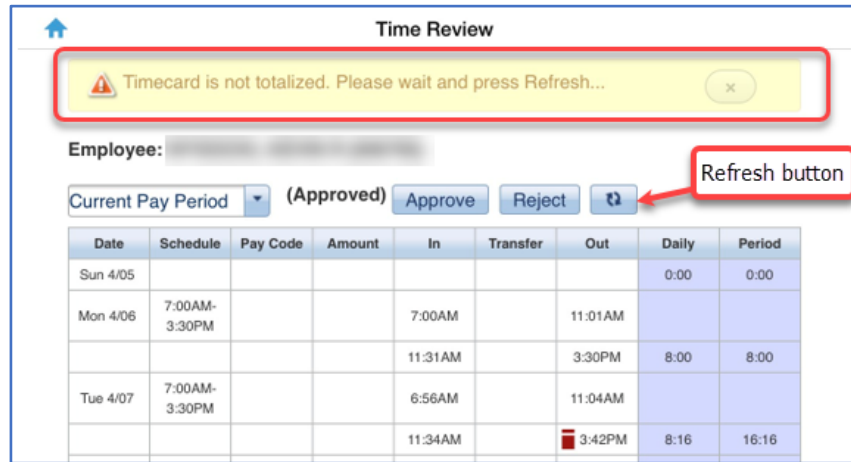 Time Review
Timecard is not totalized. Please wait and press Refresh...
Employee:
Refresh button
Current Pay Period (Approved) Approve Reject
Date Schedule Pay Code Amount In Transfer Out Daily Period
Sun 4/05 0:00 0:00
Mon 4/06 7:00AM-3:30PM 7:00AM 11:01AM
11:31AM 3:30PM 8:00 8:00
Tue 4/07 7:00AM-3:30PM 6:56AM 11:04AM
11:34AM 3:42PM 8:16 16:16